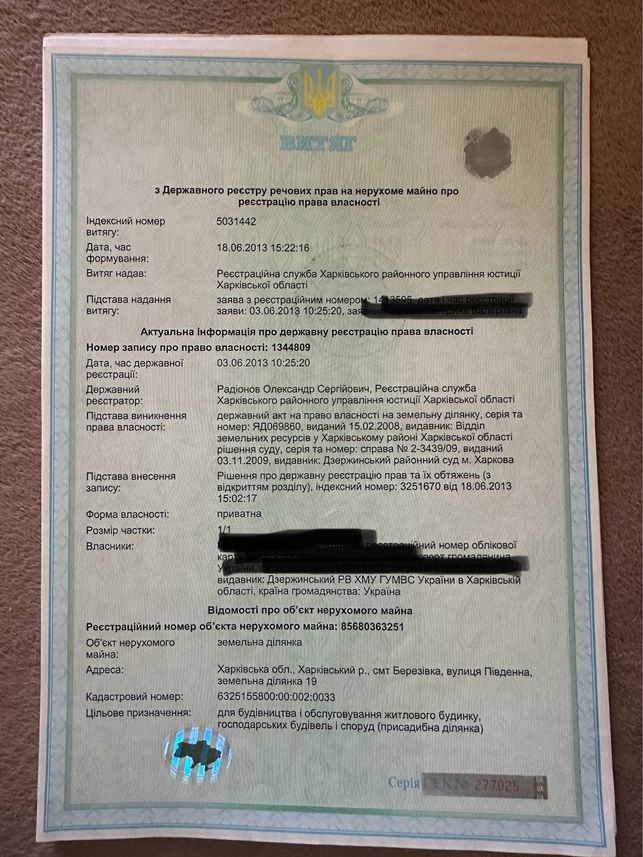 ВИТЯГ
з Державного реєстру речових прав на нерухоме майно про
реєстрацію права власності
Індексний номер
витягу:
5031442
Дата, час
формування:
18.06.2013 15:22:16
Витяг надав:
Реєстраційна служба Харківського районного управління юстиції
Харківської області
Підстава надання
витягу:
заява з реєстраційним номером: дата і час реєстрації
заяви: 03.06.2013 10:25:20, Катерина Валеріївна
Актуальна інформація про державну реєстрацію права власності
Номер запису про право власності: 1344809
Дата, час державної
реєстрації:
03.06.2013 10:25:20
Державний
реєстратор:
Радіонов Олександр Сергійович, Реєстраційна служба
Харківського районного управління юстиції Харківської області
Підстава виникнення
права власності:
державний акт на право власності на земельну ділянку, серія та
номер: ЯД069860, виданий 15.02.2008, видавник: Відділ
земельних ресурсів у Харківському районі Харківської області
рішення суду, серія та номер: справа № 2-3439/09, виданий
03.11.2009, видавник: Дзержинський районний суд м. Харкова
Підстава внесення
запису:
Рішення про державну реєстрацію прав та їх обтяжень (з
відкриттям розділу), індексний номер: 3251670 від 18.06.2013
15:02:17
Форма власності:
приватна
Розмір частки:
1/1
Власники:
реєстраційний номер облікової
громадянина
України,
видавник: Дзержинський РВ ХМУ ГУМВС України в Харківській
області, країна громадянства: Україна
Відомості про об'єкт нерухомого майна
Реєстраційний номер об'єкта нерухомого майна: 85680363251
Об'єкт нерухомого
майна:
земельна ділянка
Адреса:
Харківська обл., Харківський р., смт Березівка, вулиця Південна,
земельна ділянка 19
Кадастровий номер:
6325155800:00:002:0033
Цільове призначення:
для будівництва і обслуговування житлового будинку,
господарських будівель і споруд (присадибна ділянка)
Серія ЕЕК № 277025